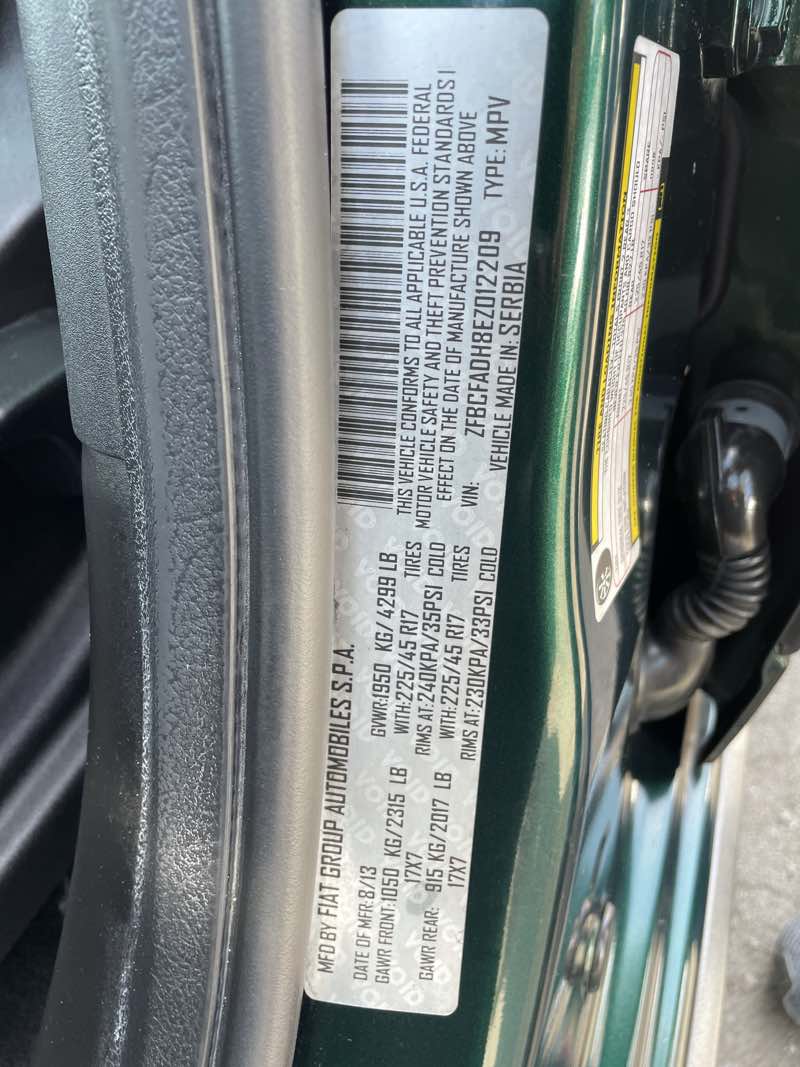 MFD BY FIAT GROUP AUTOMOBILES S.P.A.
DATE OF MFR:8/13 GVWR:1950 KG/4299 LB
GAWR FRONT:1050 KG/2315 LB WITH:225/45 R17 TIRES
17X7 RIMS AT:240KPA/35PSI COLD
GAWR REAR: 915 KG/2017 LB WITH:225/45 R17 TIRES
17X7 RIMS AT:230KPA/33PSI COLD
THIS VEHICLE CONFORMS TO ALL APPLICABLE U.S.A. FEDERAL
MOTOR VEHICLE SAFETY AND THEFT PREVENTION STANDARDS I
EFFECT ON THE DATE OF MANUFACTURE SHOWN ABOVE
VIN: ZFBCFADH8EZ012209 TYPE: MPV
VEHICLE MADE IN: SERBIA
VOID